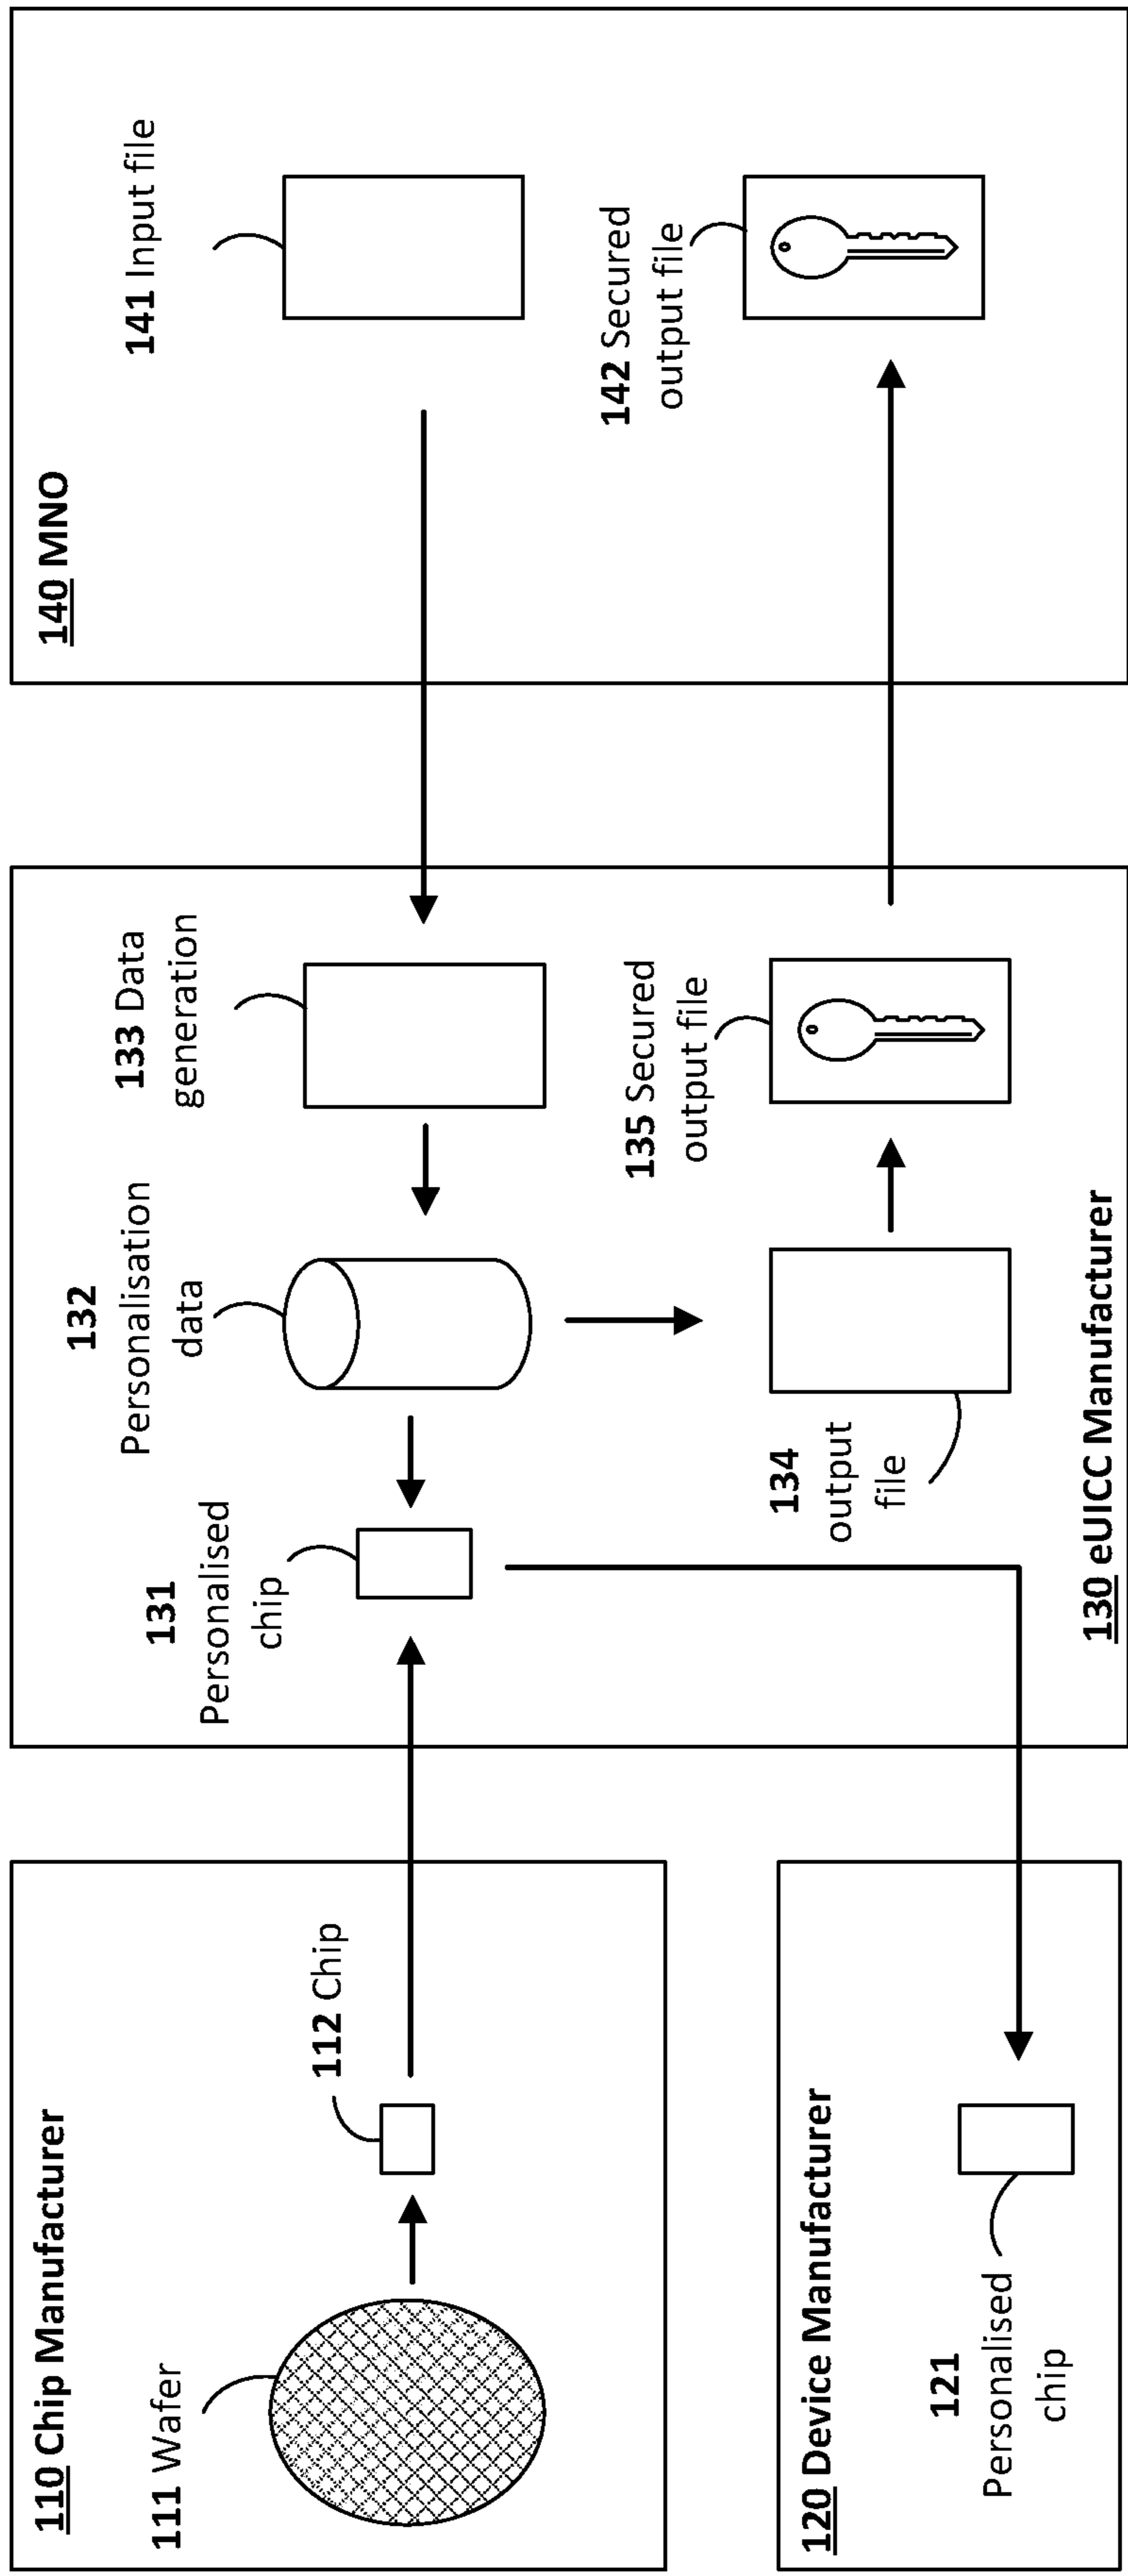 110 Chip Manufacturer
111 Wafer
112 Chip
120 Device Manufacturer
121
Personalised
chip
131
Personalised
chip
132
Personalisation
data
133 Data
generation
134
output
file
135 Secured
output file
130 eUICC Manufacturer
140 MNO
141 Input file
142 Secured
output file